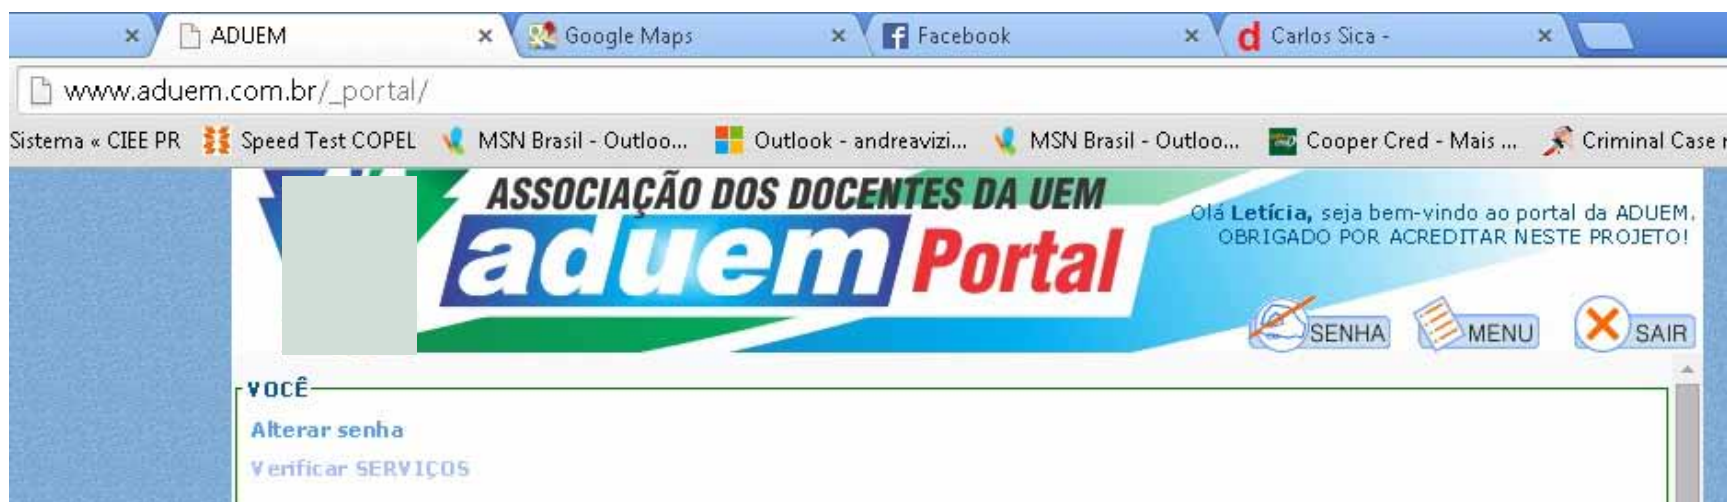 ADUEM
Google Maps
Facebook
Carlos Sica -
www.aduem.com.br/_portal/
Sistema « CIEE PR
Speed Test COPEL
MSN Brasil - Outloo...
Outlook - andreavizi...
MSN Brasil - Outloo...
Cooper Cred - Mais ...
Criminal Case
ASSOCIAÇÃO DOS DOCENTES DA UEM
aduem Portal
Olá Letícia, seja bem-vindo ao portal da ADUEM.
OBRIGADO POR ACREDITAR NESTE PROJETO!
SENHA
MENU
SAIR
VOCÊ
Alterar senha
Verificar SERVIÇOS